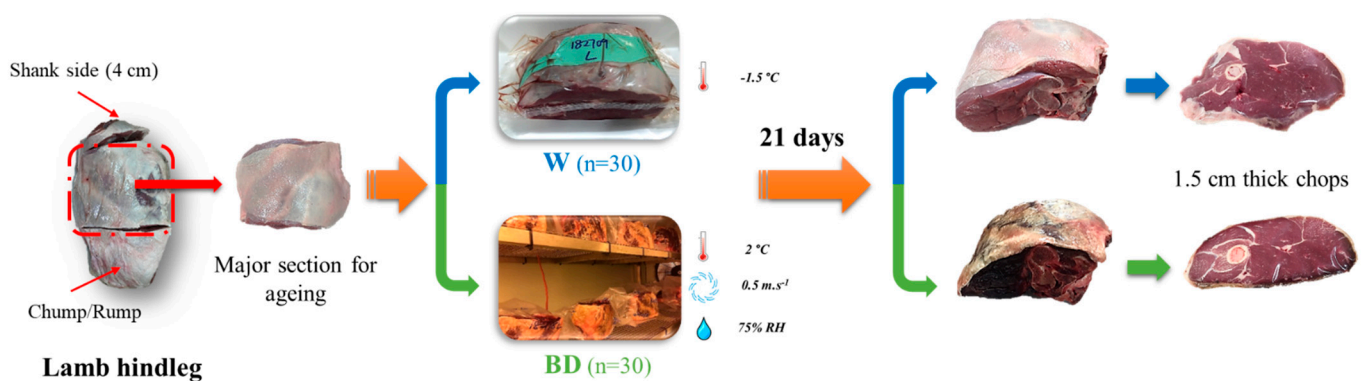 Shank side (4 cm)
Chump/Rump
Lamb hindleg
Major section for
ageing
182709
L
W (n=30)
-1.5 °C
BD (n=30)
2 °C
0.5 m.s-1
75% RH
21 days
1.5 cm thick chops